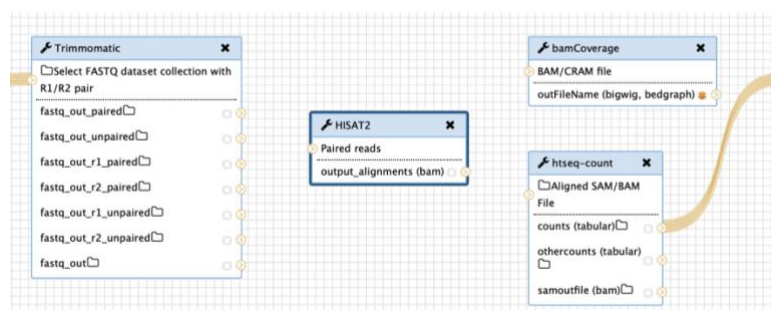 Trimmomatic
Select FASTQ dataset collection with
R1/R2 pair
fastq_out_paired
fastq_out_unpaired
fastq_out_r1_paired
fastq_out_r2_paired
fastq_out_r1_unpaired
fastq_out_r2_unpaired
fastq_out
HISAT2
Paired reads
output_alignments (bam)
bamCoverage
BAM/CRAM file
outFileName (bigwig, bedgraph)
htseq-count
Aligned SAM/BAM
File
counts (tabular)
othercounts (tabular)
samoutfile (bam)